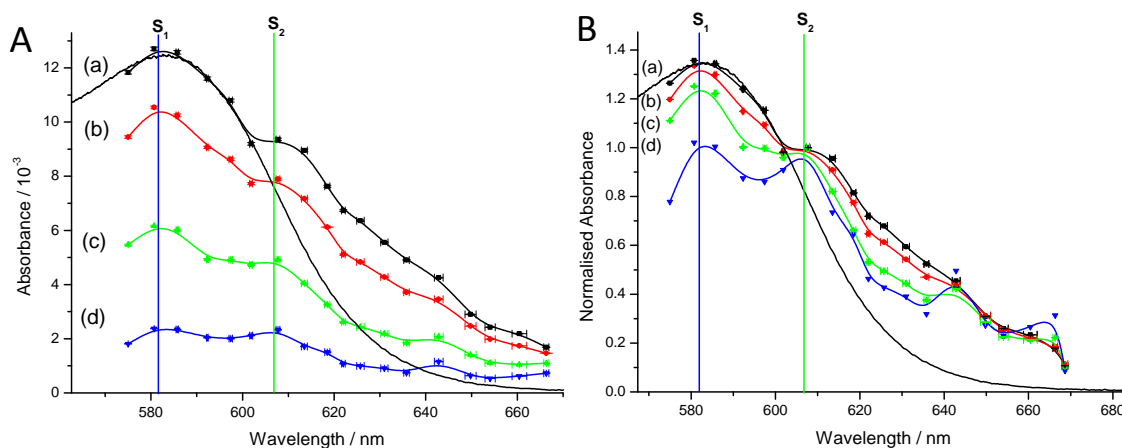 A
S₁
S₂
(a)
(b)
(c)
(d)
12
10
8
6
4
2
0
Absorbance / 10⁻³
580
600
620
640
660
Wavelength / nm
B
S₁
S₂
(a)
(b)
(c)
(d)
1.4
1.2
1.0
0.8
0.6
0.4
0.2
0.0
Normalised Absorbance
580
600
620
640
660
680
Wavelength / nm